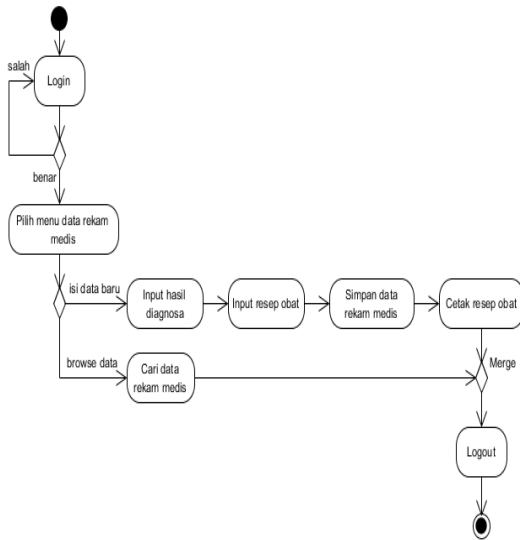 salah
Login
benar
Pilih menu data rekam
medis
isi data baru
Input hasil
diagnosa
Input resep obat
Simpan data
rekam medis
Cetak resep obat
browse data
Cari data
rekam medis
Merge
Logout